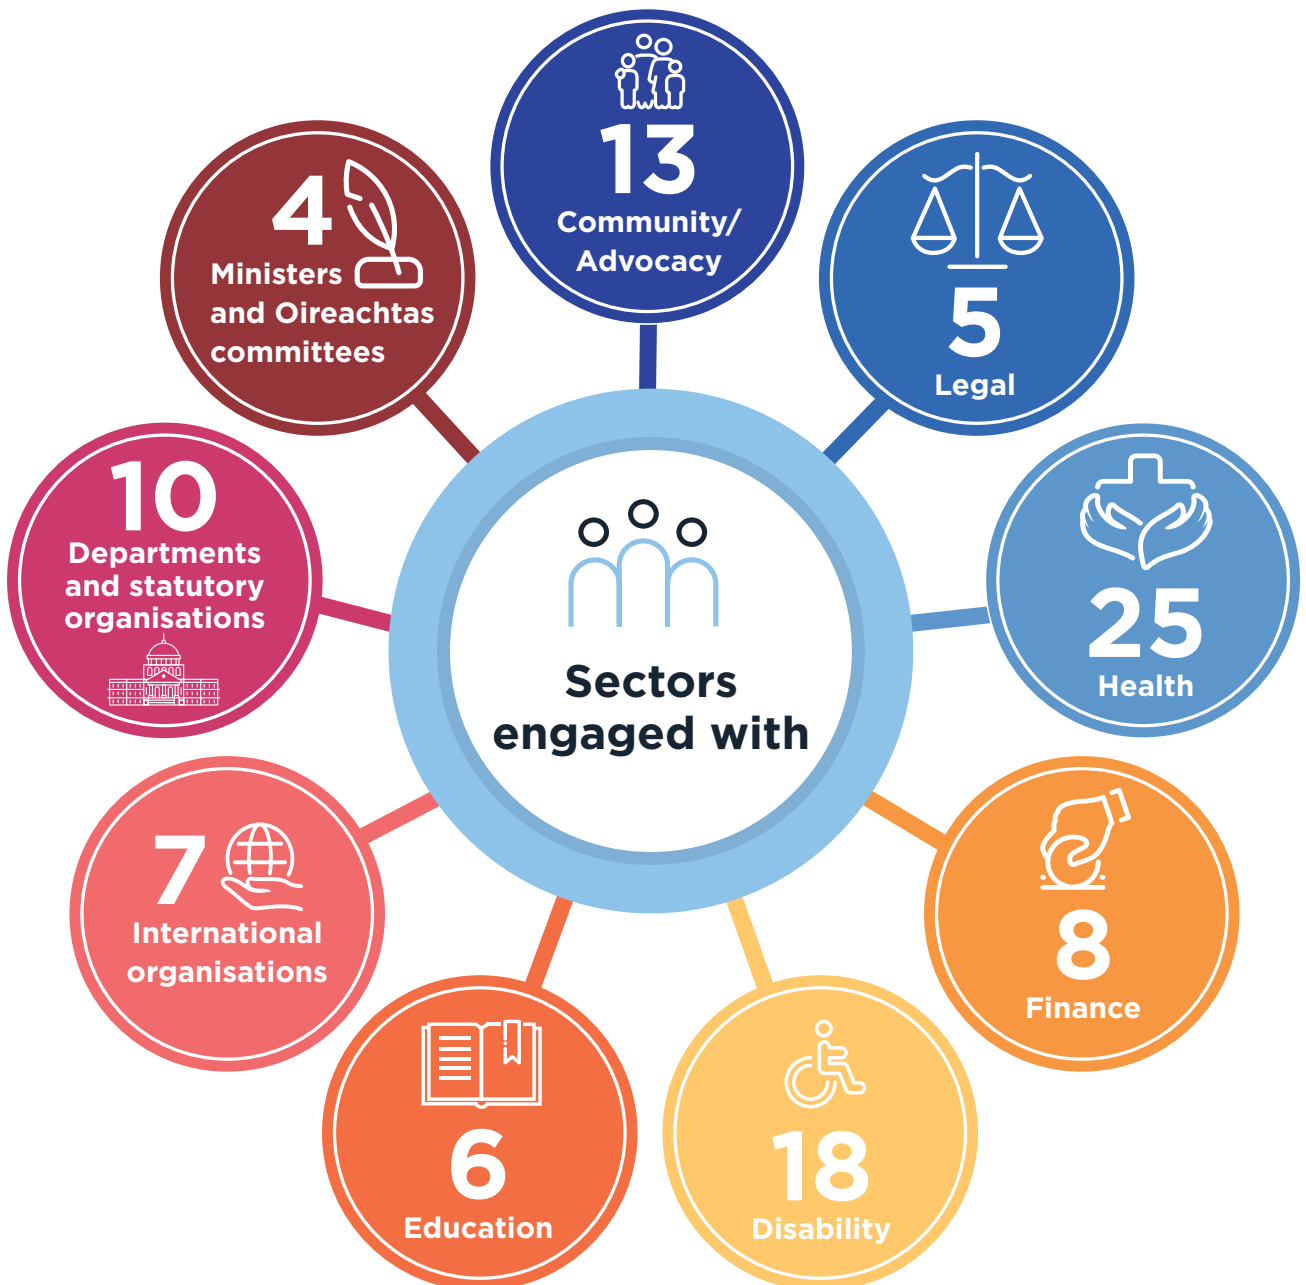 13
Community/
Advocacy
5
Legal
25
Health
8
Finance
18
Disability
6
Education
7
International
organisations
10
Departments
and statutory
organisations
4
Ministers
and Oireachtas
committees
Sectors
engaged with